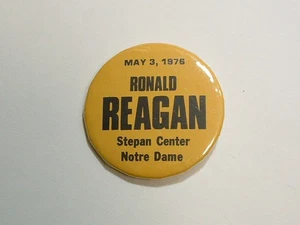 MAY 3, 1976
RONALD
REAGAN
Stepan Center
Notre Dame